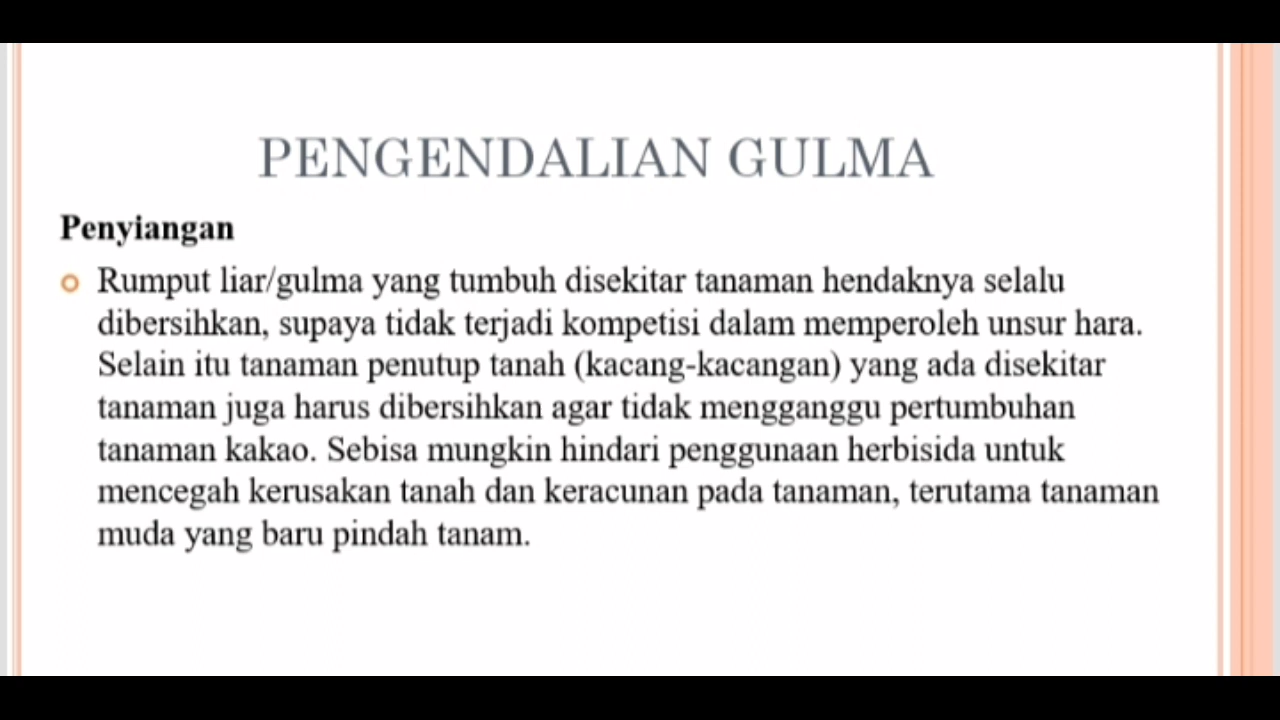 PENGENDALIAN GULMA
Penyiangan
Rumput liar/gulma yang tumbuh disekitar tanaman hendaknya selalu
dibersihkan, supaya tidak terjadi kompetisi dalam memperoleh unsur hara.
Selain itu tanaman penutup tanah (kacang-kacangan) yang ada disekitar
tanaman juga harus dibersihkan agar tidak mengganggu pertumbuhan
tanaman kakao. Sebisa mungkin hindari penggunaan herbisida untuk
mencegah kerusakan tanah dan keracunan pada tanaman, terutama tanaman
muda yang baru pindah tanam.